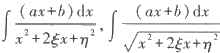 ∫ (ax+b)dx / (x²+2ξx+η²), ∫ (ax+b)dx / √(x²+2ξx+η²)